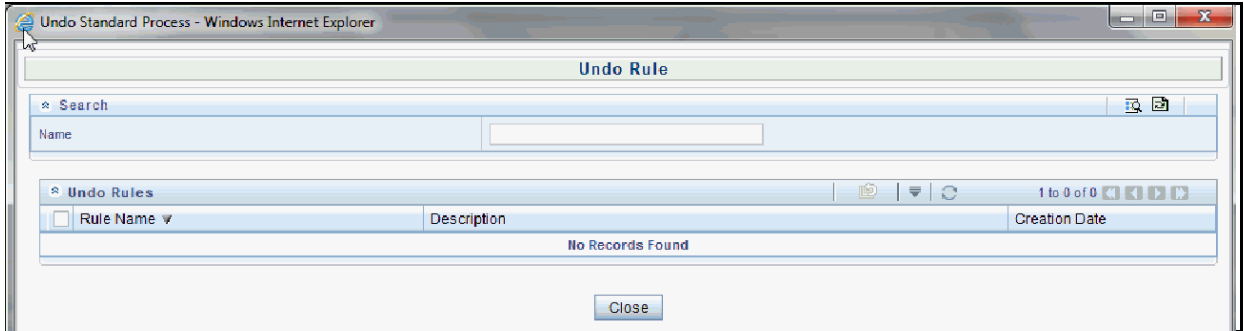 Undo Standard Process - Windows Internet Explorer
Undo Rule
Search
Name
Undo Rules
1 to 0 of 0
Rule Name Description Creation Date
No Records Found
Close